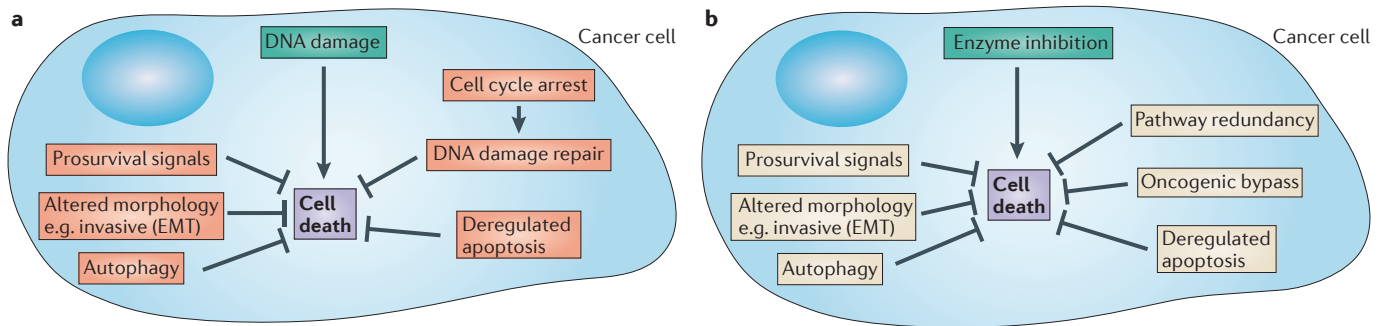 a
DNA damage
Cancer cell
Cell cycle arrest
Prosurvival signals
DNA damage repair
Altered morphology
e.g. invasive (EMT)
Cell
death
Deregulated
apoptosis
Autophagy
b
Enzyme inhibition
Cancer cell
Pathway redundancy
Prosurvival signals
Oncogenic bypass
Altered morphology
e.g. invasive (EMT)
Cell
death
Deregulated
apoptosis
Autophagy